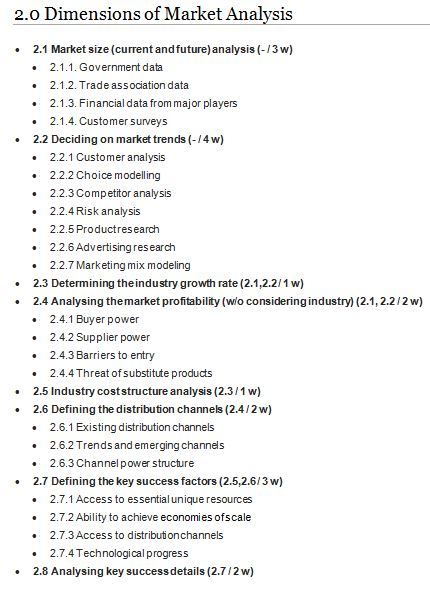 2.0 Dimensions of Market Analysis
• 2.1 Market size (current and future) analysis (- / 3 w)
• 2.1.1. Government data
• 2.1.2. Trade association data
• 2.1.3. Financial data from major players
• 2.1.4. Customer surveys
• 2.2 Deciding on market trends (- / 4 w)
• 2.2.1 Customer analysis
• 2.2.2 Choice modelling
• 2.2.3 Competitor analysis
• 2.2.4 Risk analysis
• 2.2.5 Product research
• 2.2.6 Advertising research
• 2.2.7 Marketing mix modeling
• 2.3 Determining the industry growth rate (2.1,2.2 / 1 w)
• 2.4 Analysing the market profitability (w/o considering industry) (2.1, 2.2 / 2 w)
• 2.4.1 Buyer power
• 2.4.2 Supplier power
• 2.4.3 Barriers to entry
• 2.4.4 Threat of substitute products
• 2.5 Industry cost structure analysis (2.3 / 1 w)
• 2.6 Defining the distribution channels (2.4 / 2 w)
• 2.6.1 Existing distribution channels
• 2.6.2 Trends and emerging channels
• 2.6.3 Channel power structure
• 2.7 Defining the key success factors (2.5,2.6 / 3 w)
• 2.7.1 Access to essential unique resources
• 2.7.2 Ability to achieve economies of scale
• 2.7.3 Access to distribution channels
• 2.7.4 Technological progress
• 2.8 Analysing key success details (2.7 / 2 w)